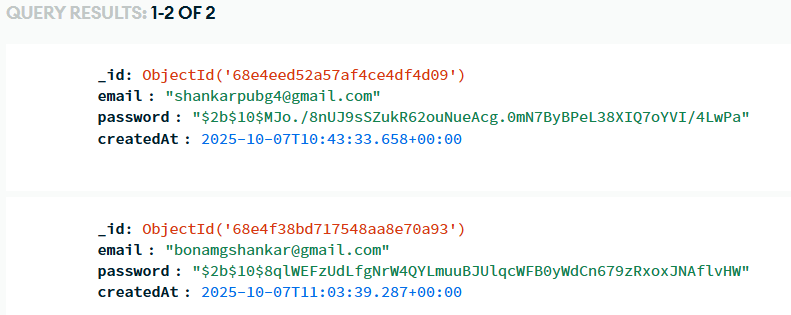 QUERY RESULTS: 1-2 OF 2
_id: ObjectId('68e4eed52a57af4ce4df4d09')
email : "shankarpubg4@gmail.com"
password : "$2b$10$MJo./8nUJ9sSZukR62ouNueAcg.0mN7ByBPeL38XIQ7oYVI/4LwPa"
createdAt : 2025-10-07T10:43:33.658+00:00
_id: ObjectId('68e4f38bd717548aa8e70a93')
email : "bonamgshankar@gmail.com"
password : "$2b$10$8qlWEFzUdLfgNrW4QYLmuuBJUlqcWFB0yWdCn679zRxoxJNAflvHW"
createdAt : 2025-10-07T11:03:39.287+00:00